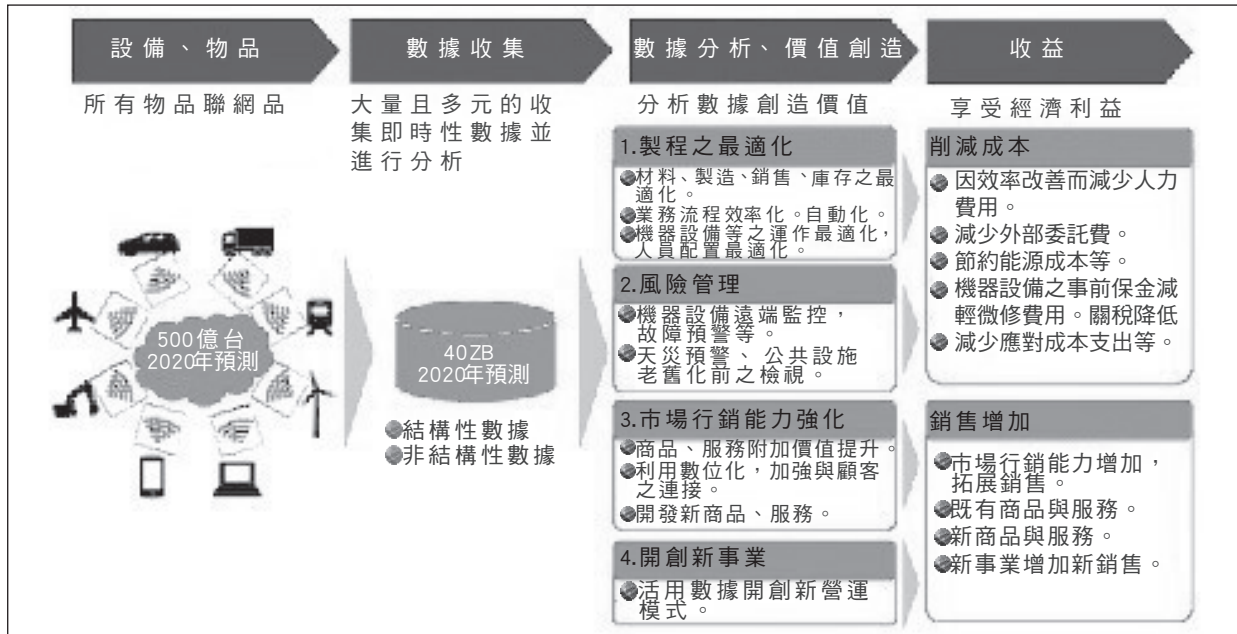 設備、物品
所有物品聯網品
500億台
2020年預測
數據收集
大量且多元的收
集即時性數據並
進行分析
40ZB
2020年預測
結構性數據
非結構性數據
數據分析、價值創造
分析數據創造價值
1.製程之最適化
材料、製造、銷售、庫存之最
適化。
業務流程效率化。自動化。
機器設備等之運作最適化,
人員配置最適化。
2.風險管理
機器設備遠端監控,
故障預警等。
天災預警、公共設施
老舊化前之檢視。
3.市場行銷能力強化
商品、服務附加價值提升。
利用數位化,加強與顧客
之連接。
開發新商品、服務。
4.開創新事業
活用數據開創新營運
模式。
收益
享受經濟利益
削減成本
因效率改善而減少人力
費用。
減少外部委託費。
節約能源成本等。
機器設備之事前保金減
輕微修費用。關稅降低
減少應對成本支出等。
銷售增加
市場行銷能力增加,
拓展銷售。
既有商品與服務。
新商品與服務。
新事業增加新銷售。